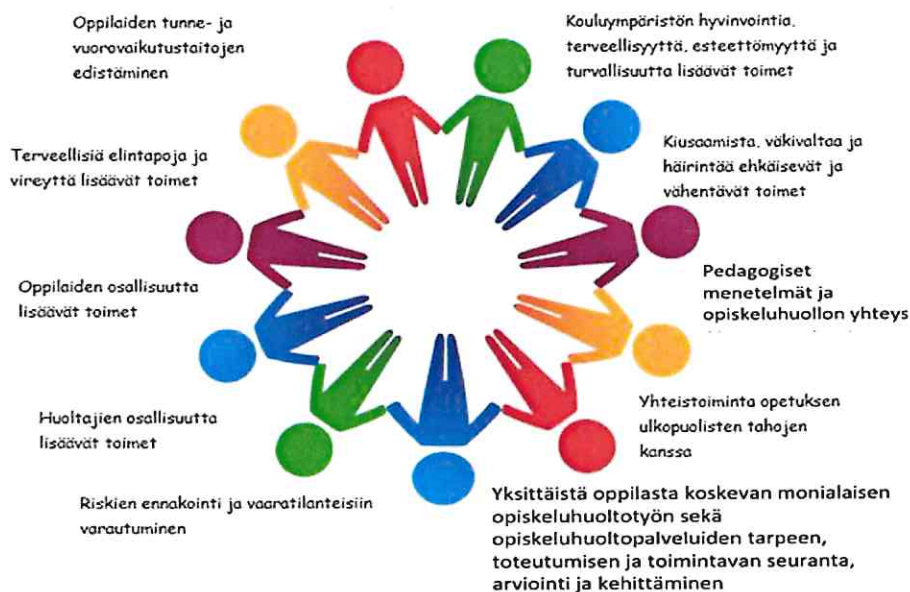 Oppilaiden tunne- ja
vuorovaikutustaitojen
edistäminen
Kouluympäristön hyvinvointia,
terveellisyyttä, esteettömyyttä ja
turvallisuutta lisäävät toimet
Terveellisiä elintapoja ja
vireyttä lisäävät toimet
Kiusaamista, väkivaltaa ja
häirintää ehkäisevät ja
vähentävät toimet
Oppilaiden osallisuutta
lisäävät toimet
Pedagogiset
menetelmät ja
opiskeluhuollon yhteys
Huoltajien osallisuutta
lisäävät toimet
Yhteistoiminta opetuksen
ulkopuolisten tahojen
kanssa
Riskien ennakointi ja vaaratilanteisiin
varautuminen
Yksittäistä oppilasta koskevan monialaisen
opiskeluhuoltotyön sekä
opiskeluhuoltopalveluiden tarpeen,
toteutumisen ja toimintavan seuranta,
arviointi ja kehittäminen